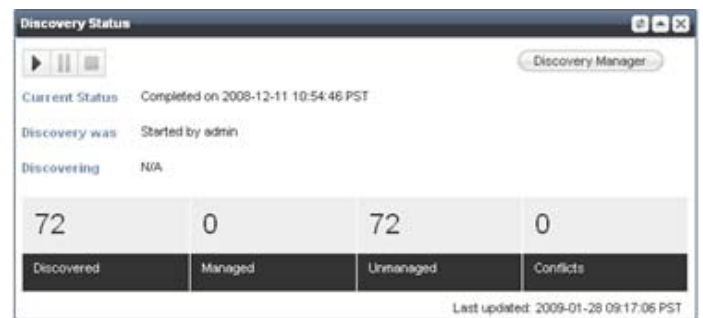 Discovery Status
Discovery Manager
Current Status Completed on 2008-12-11 10:54:46 PST
Discovery was Started by admin
Discovering N/A
72 0 72 0
Discovered Managed Unmanaged Conflicts
Last updated: 2009-01-28 09:17:06 PST